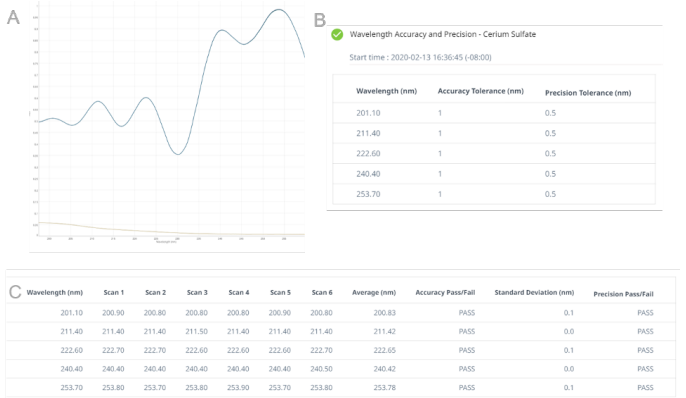 A
B
Wavelength Accuracy and Precision - Cerium Sulfate
Start time : 2020-02-13 16:36:45 (-08:00)
Wavelength (nm) Accuracy Tolerance (nm) Precision Tolerance (nm)
201.10 1 0.5
211.40 1 0.5
222.60 1 0.5
240.40 1 0.5
253.70 1 0.5
C
Wavelength (nm) Scan 1 Scan 2 Scan 3 Scan 4 Scan 5 Scan 6 Average (nm) Accuracy Pass/Fail Standard Deviation (nm) Precision Pass/Fail
201.10 200.90 200.80 200.80 200.80 200.90 200.80 200.83 PASS 0.1 PASS
211.40 211.40 211.40 211.50 211.40 211.40 211.40 211.42 PASS 0.0 PASS
222.60 222.70 222.70 222.60 222.60 222.60 222.70 222.65 PASS 0.1 PASS
240.40 240.40 240.40 240.40 240.40 240.40 240.50 240.42 PASS 0.0 PASS
253.70 253.80 253.70 253.80 253.90 253.70 253.80 253.78 PASS 0.1 PASS